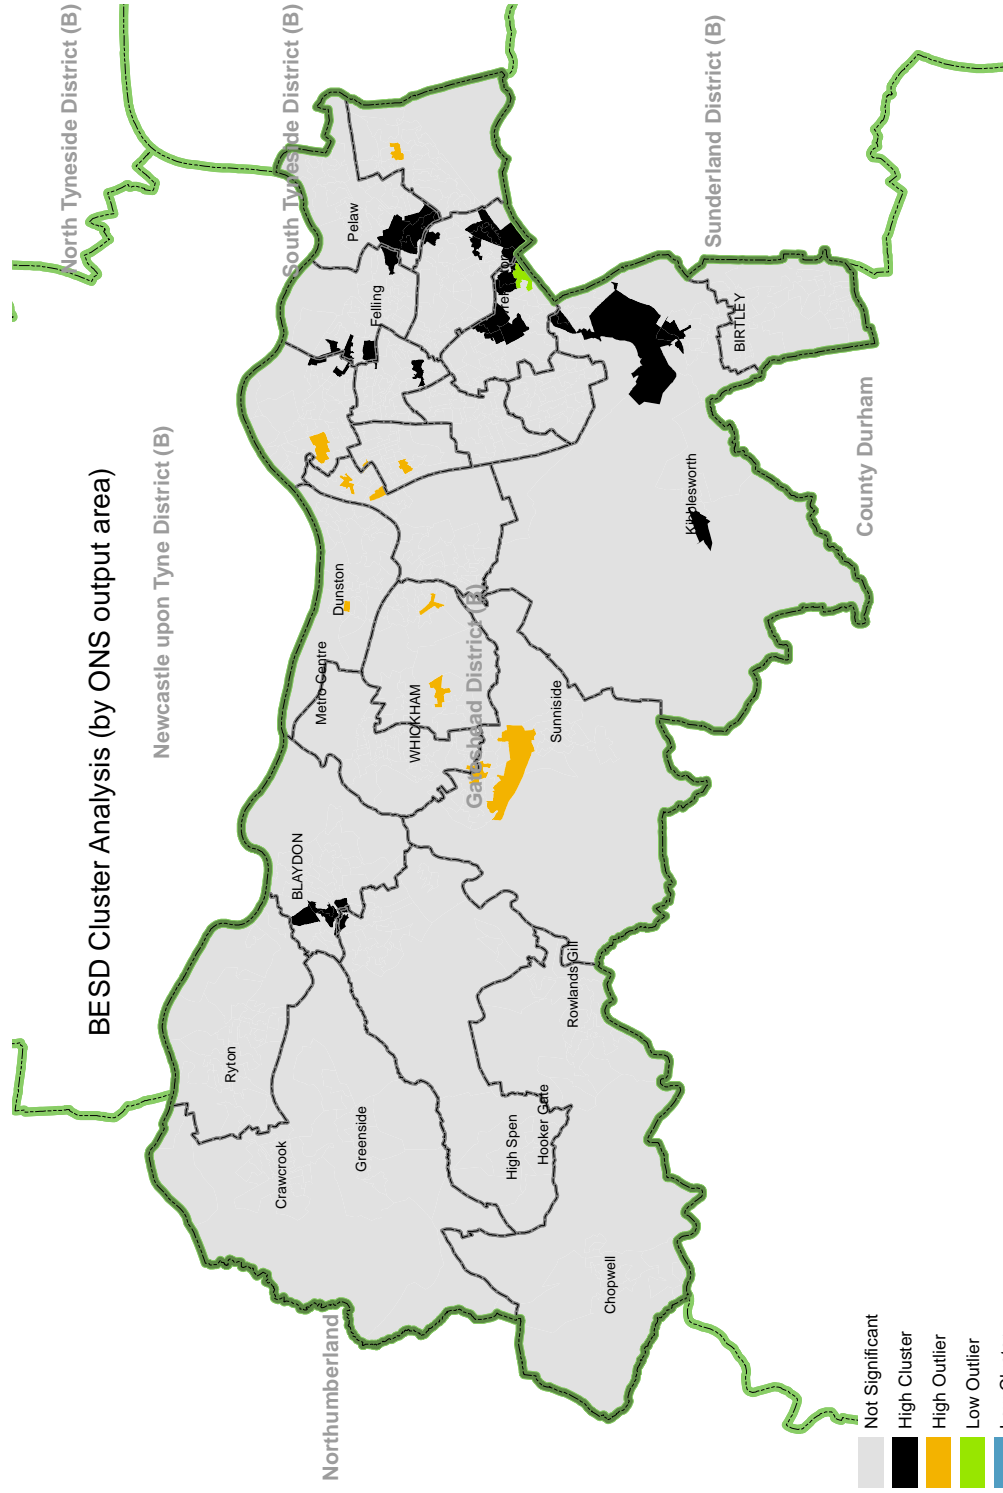 BESD Cluster Analysis (by ONS output area)
North Tyneside District (B)
South Tyneside District (B)
Sunderland District (B)
Newcastle upon Tyne District (B)
Gateshead District (B)
County Durham
Northumberland
Pelaw
Felling
BIRTLEY
Kibblesworth
Dunston
Metro Centre
WHICKHAM
Sunniside
BLAYDON
Rowlands Gill
Ryton
Crawcrook
Greenside
High Spen
Hooker Gate
Chopwell
Not Significant
High Cluster
High Outlier
Low Outlier